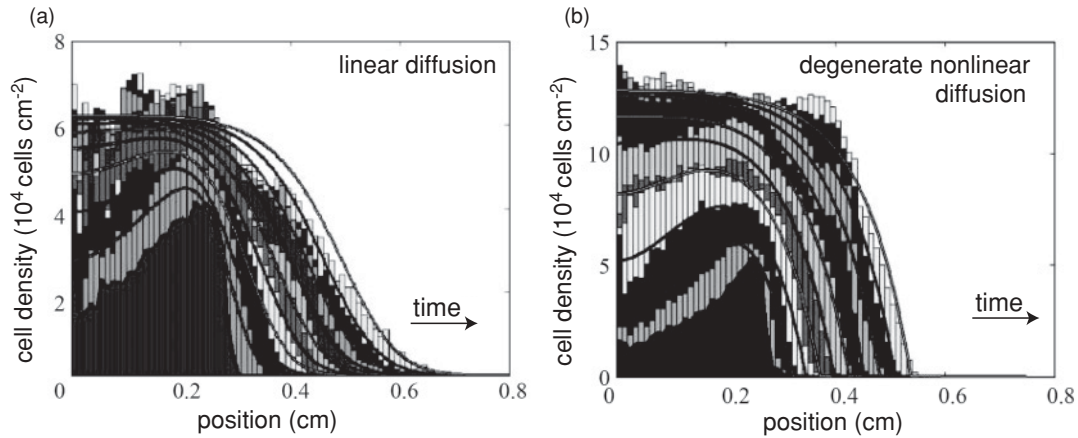 (a)
linear diffusion
cell density (10⁴ cells cm⁻²)
8
6
4
2
0
0.2
0.4
0.6
0.8
position (cm)
time
(b)
degenerate nonlinear
diffusion
cell density (10⁴ cells cm⁻²)
15
10
5
0
0
0.2
0.4
0.6
0.8
position (cm)
time